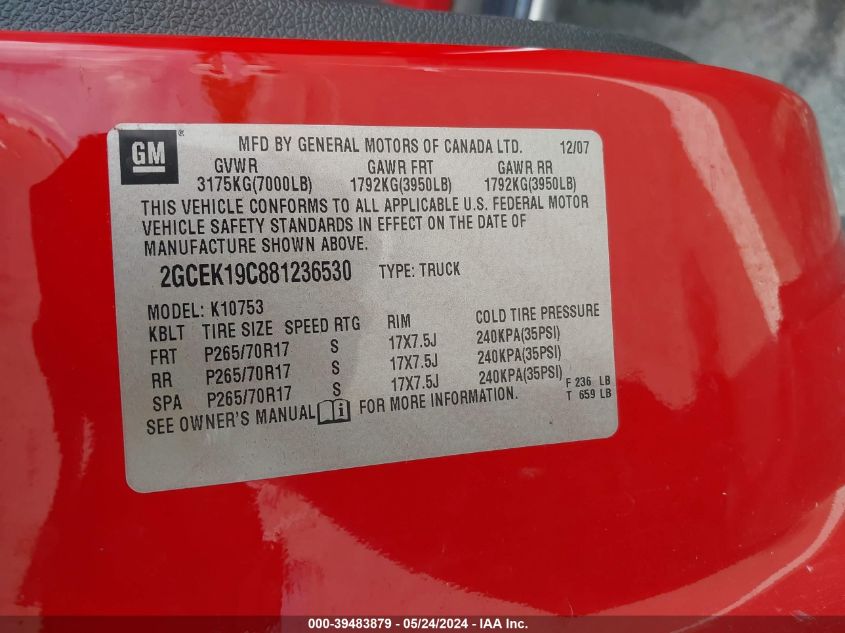 GM® MFD BY GENERAL MOTORS OF CANADA LTD. 12/07
GVWR GAWR FRT GAWR RR
3175KG(7000LB) 1792KG(3950LB) 1792KG(3950LB)
THIS VEHICLE CONFORMS TO ALL APPLICABLE U.S. FEDERAL MOTOR
VEHICLE SAFETY STANDARDS IN EFFECT ON THE DATE OF
MANUFACTURE SHOWN ABOVE.
2GCEK19C881236530 TYPE: TRUCK
MODEL: K10753
KBLT TIRE SIZE SPEED RTG RIM COLD TIRE PRESSURE
FRT P265/70R17 S 17X7.5J 240KPA(35PSI)
RR P265/70R17 S 17X7.5J 240KPA(35PSI)
SPA P265/70R17 S 17X7.5J 240KPA(35PSI) F 236 LB
SEE OWNER'S MANUAL i FOR MORE INFORMATION. T 659 LB
000-39483879 - 05/24/2024 - IAA Inc.